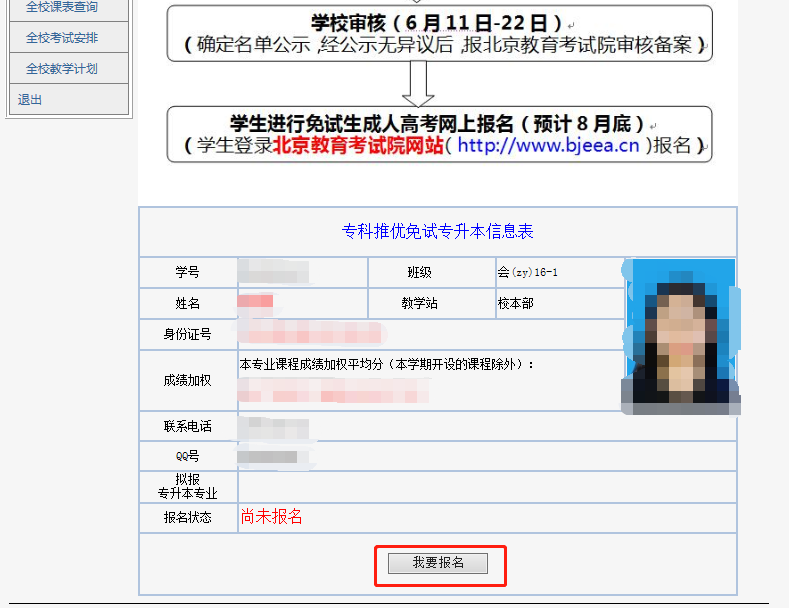 全校课表查询
全校考试安排
全校教学计划
退出
学校审核（6月11日-22日）
（确定名单公示，经公示无异议后，报北京教育考试院审核备案）
学生进行免试生成人高考网上报名（预计8月底）
（学生登录北京教育考试院网站( http://www.bjeea.cn )报名）
专科推优免试专升本信息表
学号 班级 会(zy)16-1
姓名 教学站 校本部
身份证号
成绩加权 本专业课程成绩加权平均分（本学期开设的课程除外）：
联系电话
QQ号
拟报
专升本专业
报名状态 尚未报名
我要报名